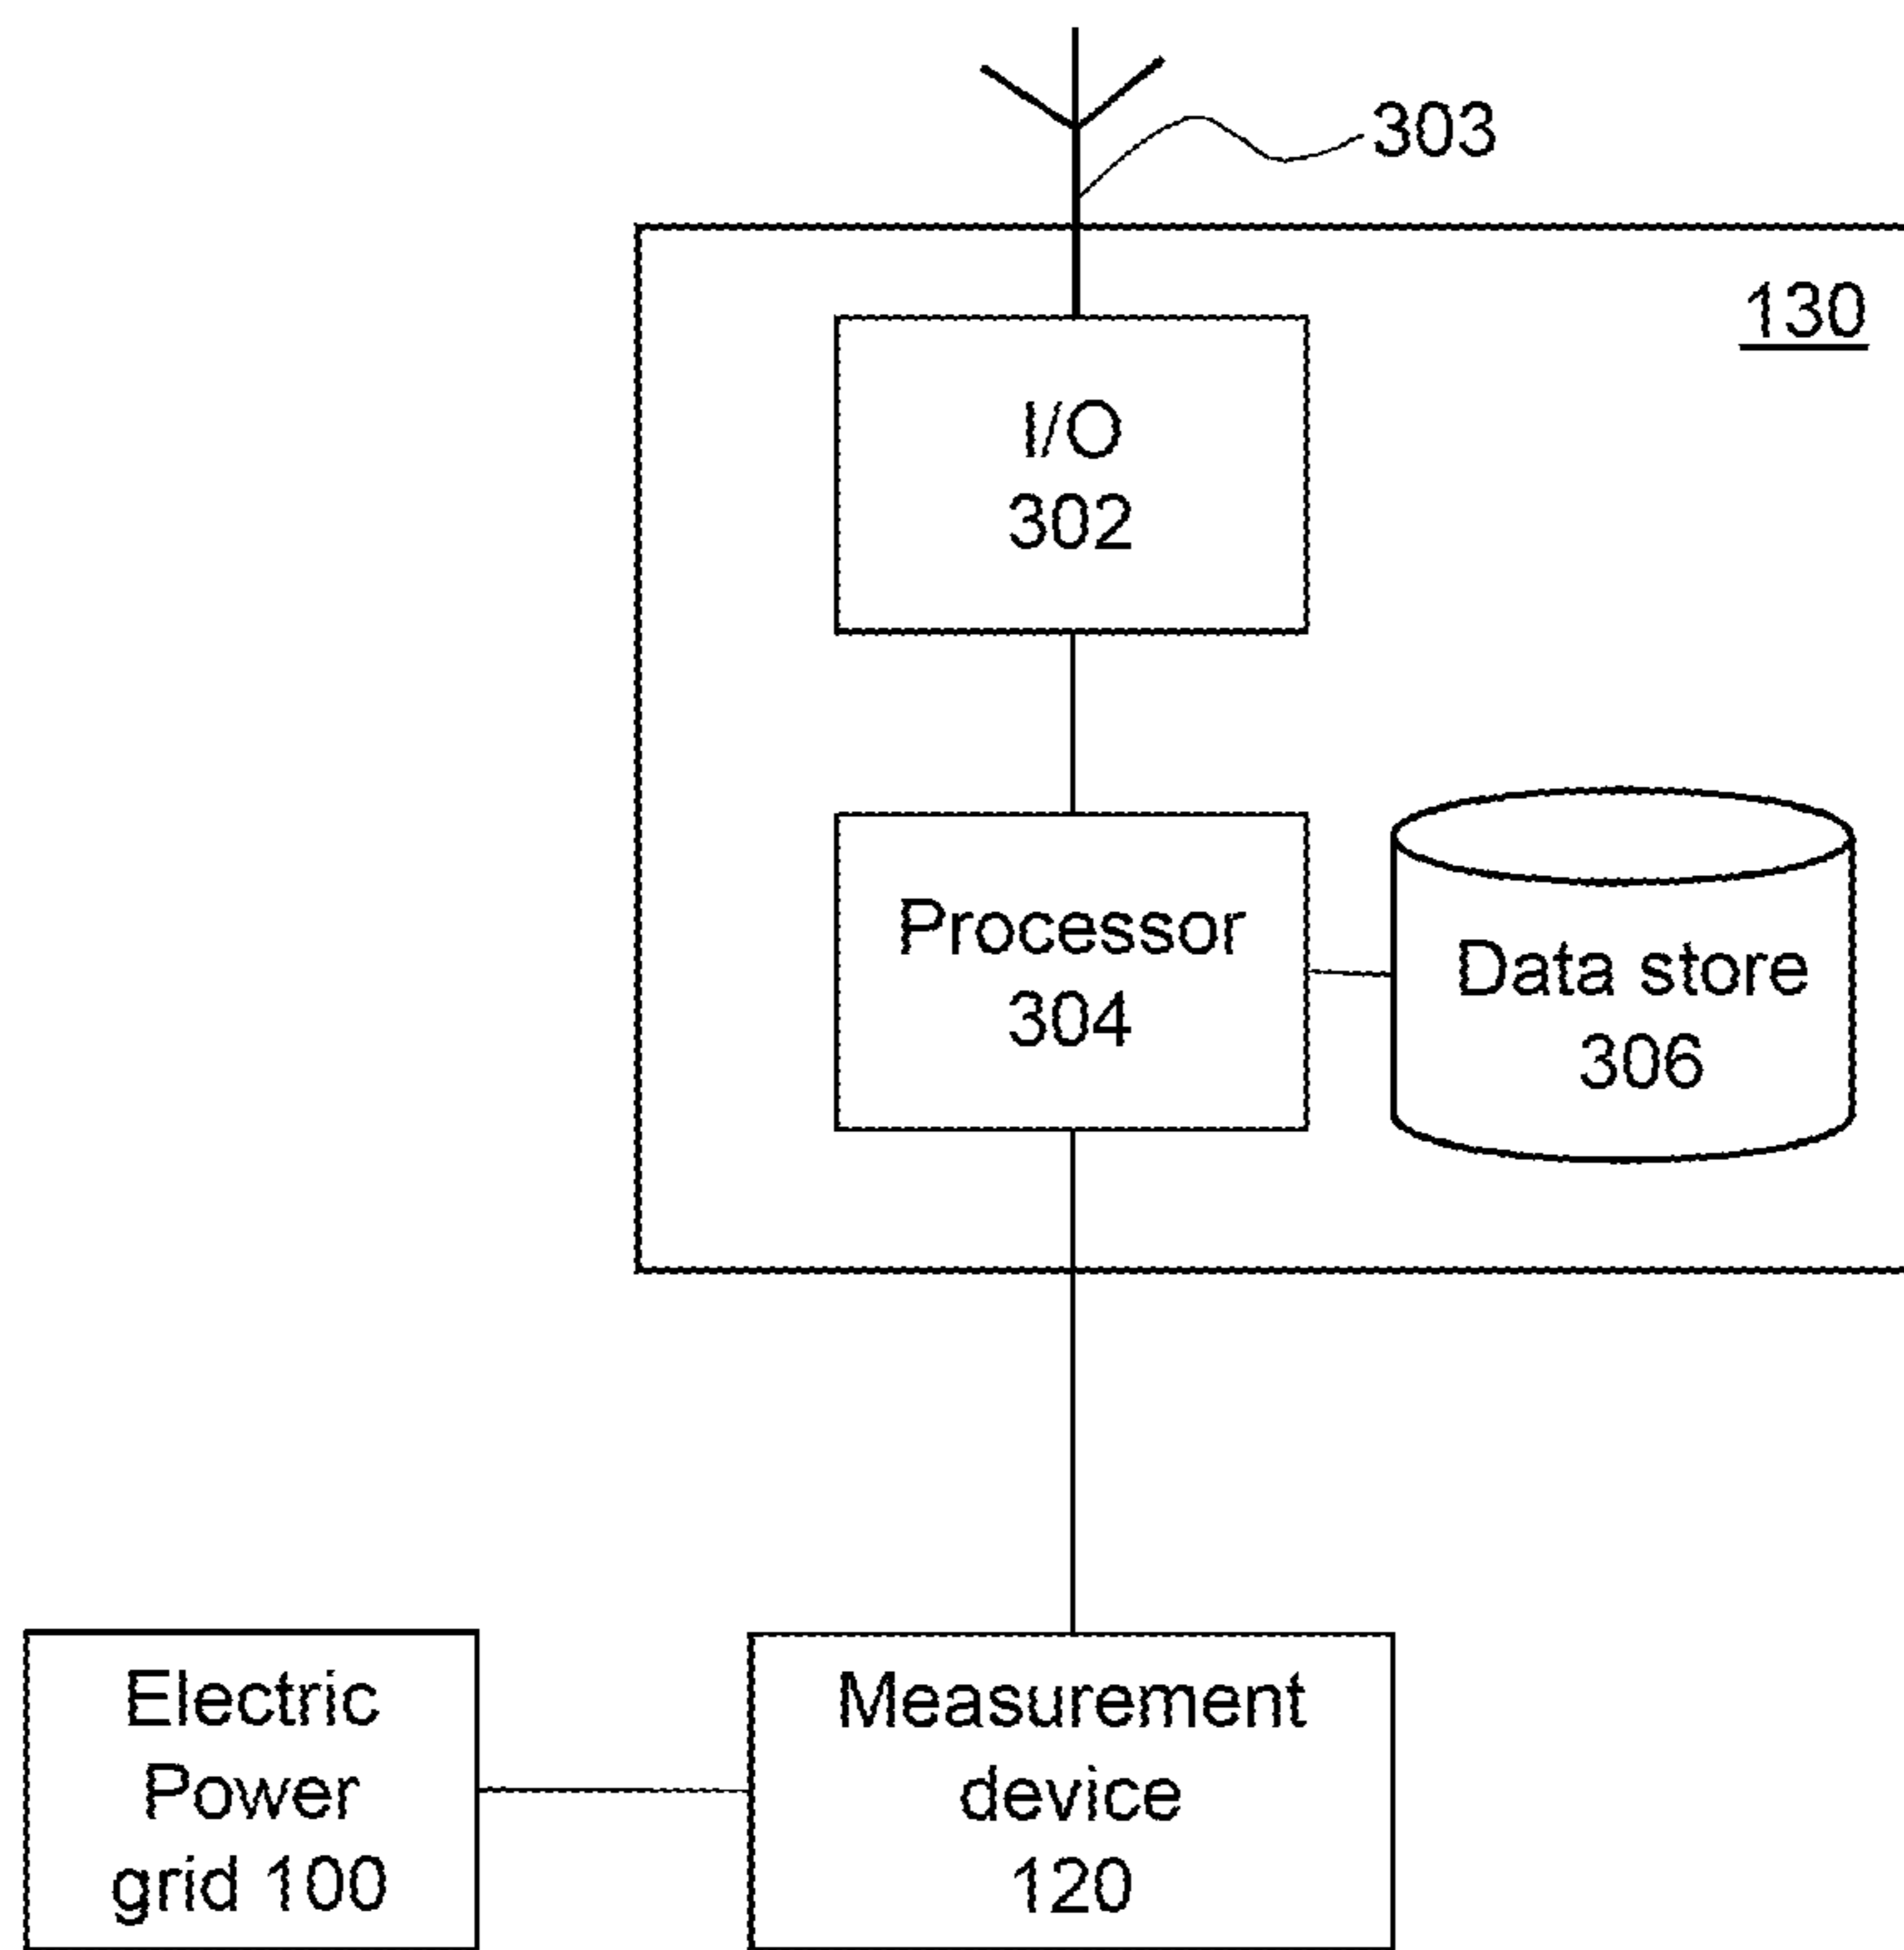 303
130
I/O
302
Processor
304
Data store
306
Electric
Power
grid 100
Measurement
device
120